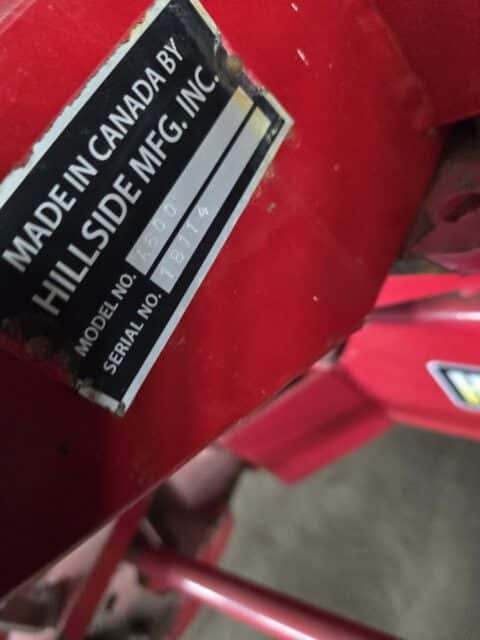 MADE IN CANADA BY
HILLSIDE MFG. INC.
MODEL NO.
SERIAL NO. 18114